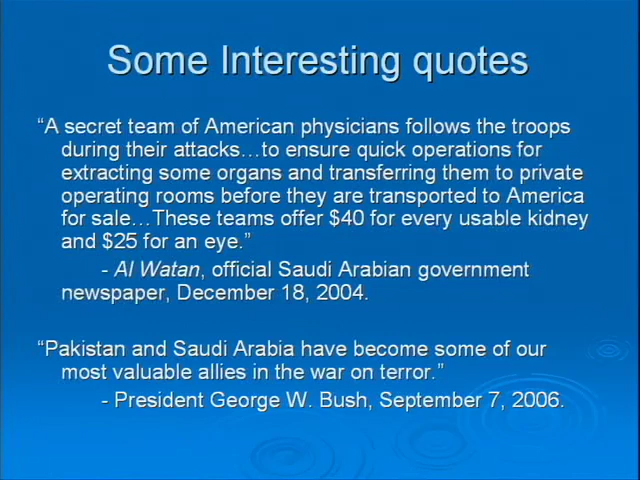 Some Interesting quotes
“A secret team of American physicians follows the troops
during their attacks…to ensure quick operations for
extracting some organs and transferring them to private
operating rooms before they are transported to America
for sale…These teams offer $40 for every usable kidney
and $25 for an eye.”
- Al Watan, official Saudi Arabian government
newspaper, December 18, 2004.
“Pakistan and Saudi Arabia have become some of our
most valuable allies in the war on terror.”
- President George W. Bush, September 7, 2006.